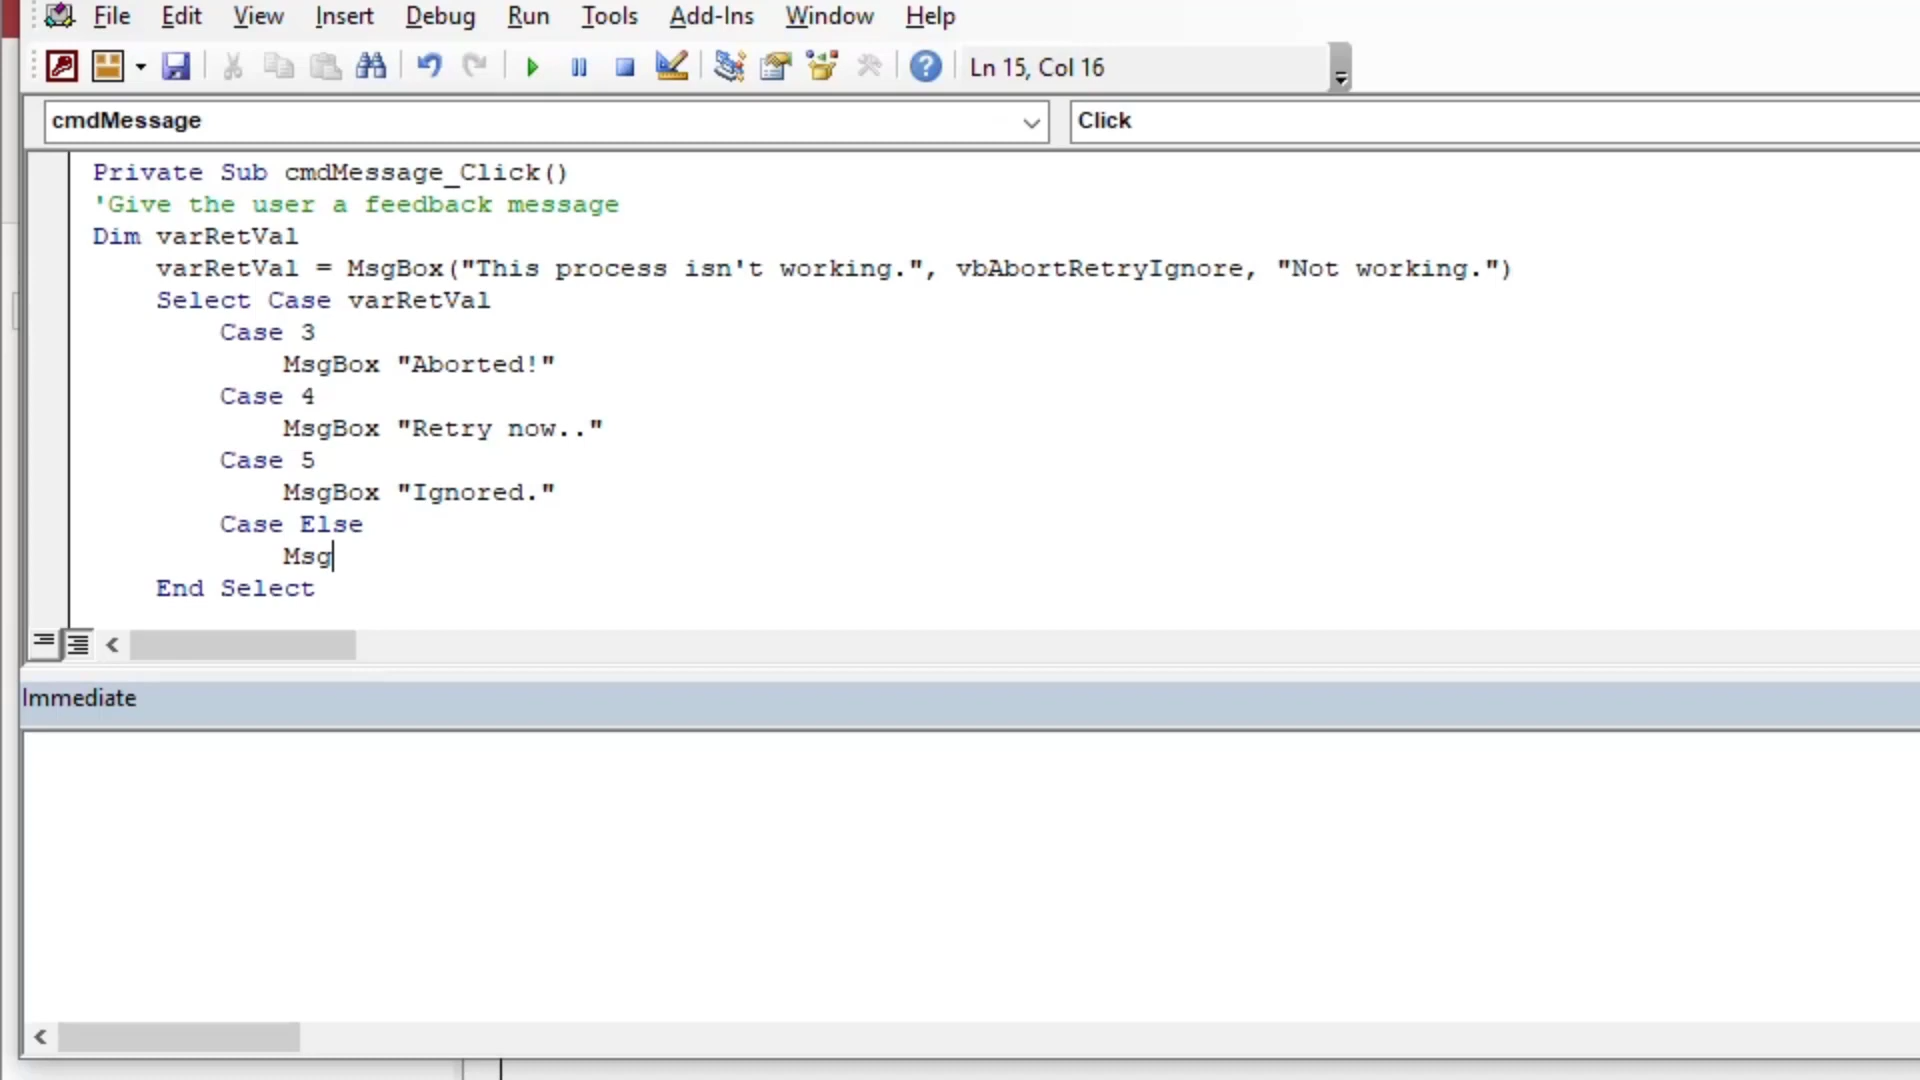 File Edit View Insert Debug Run Tools Add-Ins Window Help
Ln 15, Col 16
cmdMessage Click
Private Sub cmdMessage_Click()
'Give the user a feedback message
Dim varRetVal
varRetVal = MsgBox("This process isn't working.", vbAbortRetryIgnore, "Not working.")
Select Case varRetVal
Case 3
MsgBox "Aborted!"
Case 4
MsgBox "Retry now.."
Case 5
MsgBox "Ignored."
Case Else
Msg
End Select
Immediate